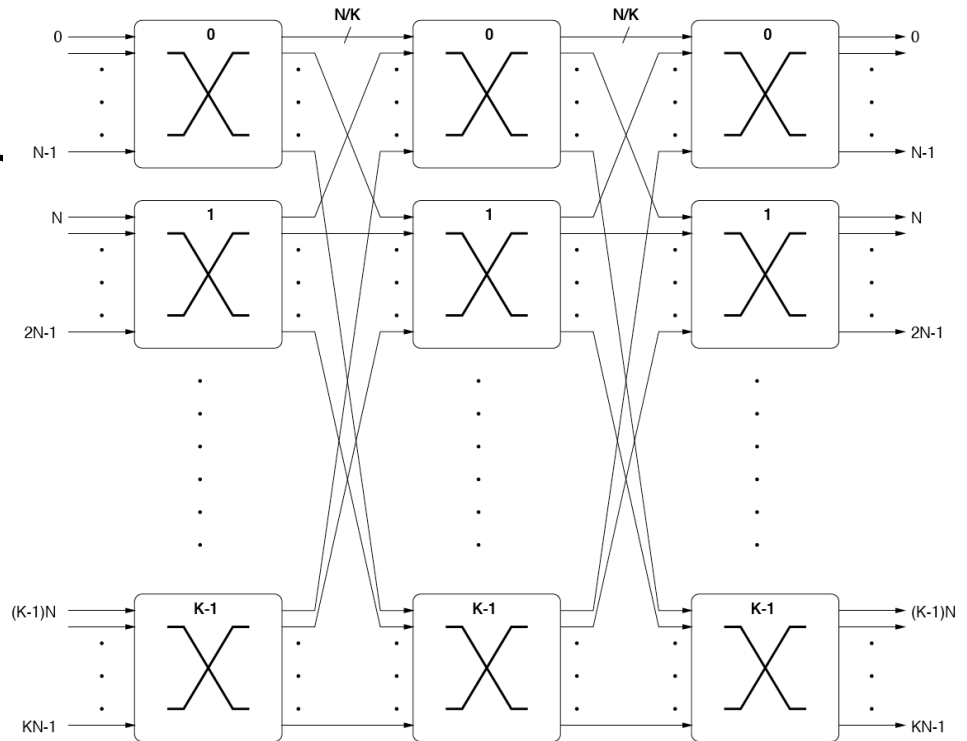 N/K N/K
0 0 0 0 0
N-1 N-1
N 1 1 1 N
2N-1 2N-1
(K-1)N K-1 K-1 K-1 (K-1)N
KN-1 KN-1